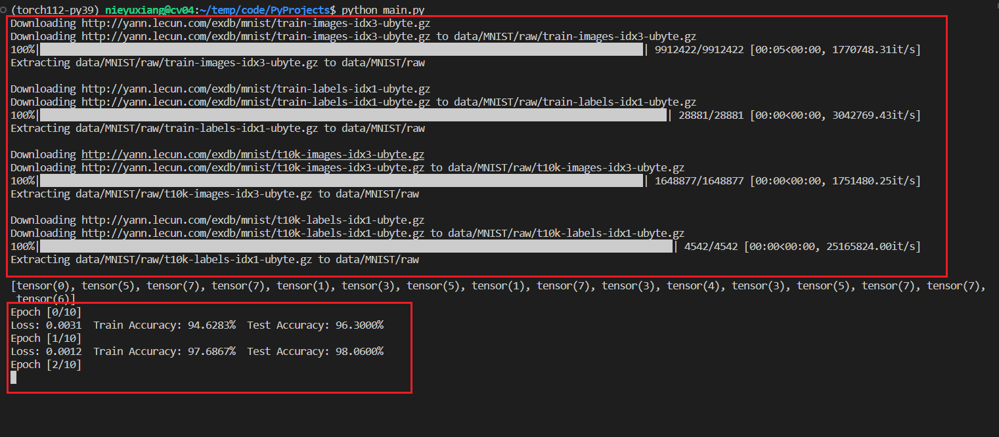 (torch112-py39) nieyuxiang@cv04:~/temp/code/PyProjects$ python main.py
Downloading http://yann.lecun.com/exdb/mnist/train-images-idx3-ubyte.gz
Downloading http://yann.lecun.com/exdb/mnist/train-images-idx3-ubyte.gz to data/MNIST/raw/train-images-idx3-ubyte.gz
100%| | 9912422/9912422 [00:05<00:00, 1770748.31it/s]
Extracting data/MNIST/raw/train-images-idx3-ubyte.gz to data/MNIST/raw
Downloading http://yann.lecun.com/exdb/mnist/train-labels-idx1-ubyte.gz
Downloading http://yann.lecun.com/exdb/mnist/train-labels-idx1-ubyte.gz to data/MNIST/raw/train-labels-idx1-ubyte.gz
100%| | 28881/28881 [00:00<00:00, 3042769.43it/s]
Extracting data/MNIST/raw/train-labels-idx1-ubyte.gz to data/MNIST/raw
Downloading http://yann.lecun.com/exdb/mnist/t10k-images-idx3-ubyte.gz
Downloading http://yann.lecun.com/exdb/mnist/t10k-images-idx3-ubyte.gz to data/MNIST/raw/t10k-images-idx3-ubyte.gz
100%| | 1648877/1648877 [00:00<00:00, 1751480.25it/s]
Extracting data/MNIST/raw/t10k-images-idx3-ubyte.gz to data/MNIST/raw
Downloading http://yann.lecun.com/exdb/mnist/t10k-labels-idx1-ubyte.gz
Downloading http://yann.lecun.com/exdb/mnist/t10k-labels-idx1-ubyte.gz to data/MNIST/raw/t10k-labels-idx1-ubyte.gz
100%| | 4542/4542 [00:00<00:00, 25165824.00it/s]
Extracting data/MNIST/raw/t10k-labels-idx1-ubyte.gz to data/MNIST/raw
[tensor(0), tensor(5), tensor(7), tensor(7), tensor(1), tensor(3), tensor(5), tensor(1), tensor(7), tensor(3), tensor(4), tensor(3), tensor(5), tensor(7), tensor(7),
tensor(6)]
Epoch [0/10]
Loss: 0.0031 Train Accuracy: 94.6283% Test Accuracy: 96.3000%
Epoch [1/10]
Loss: 0.0012 Train Accuracy: 97.6867% Test Accuracy: 98.0600%
Epoch [2/10]